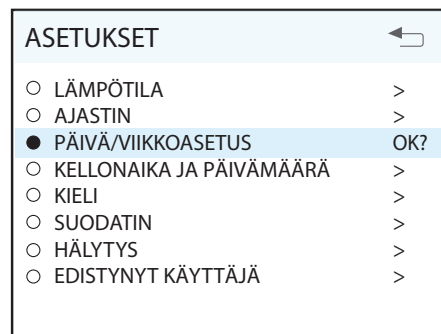 ASETUKSET
LÄMPÖTILA >
AJASTIN >
PÄIVÄ/VIIKKOASETUS OK?
KELLONAIKA JA PÄIVÄMÄÄRÄ >
KIELI >
SUODATIN >
HÄLYTYS >
EDISTYNYT KÄYTTÄJÄ >